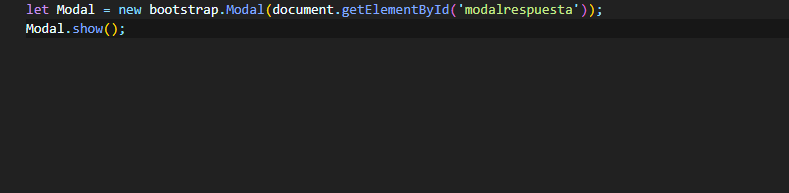 let Modal = new bootstrap.Modal(document.getElementById('modalrespuesta'));
Modal.show();